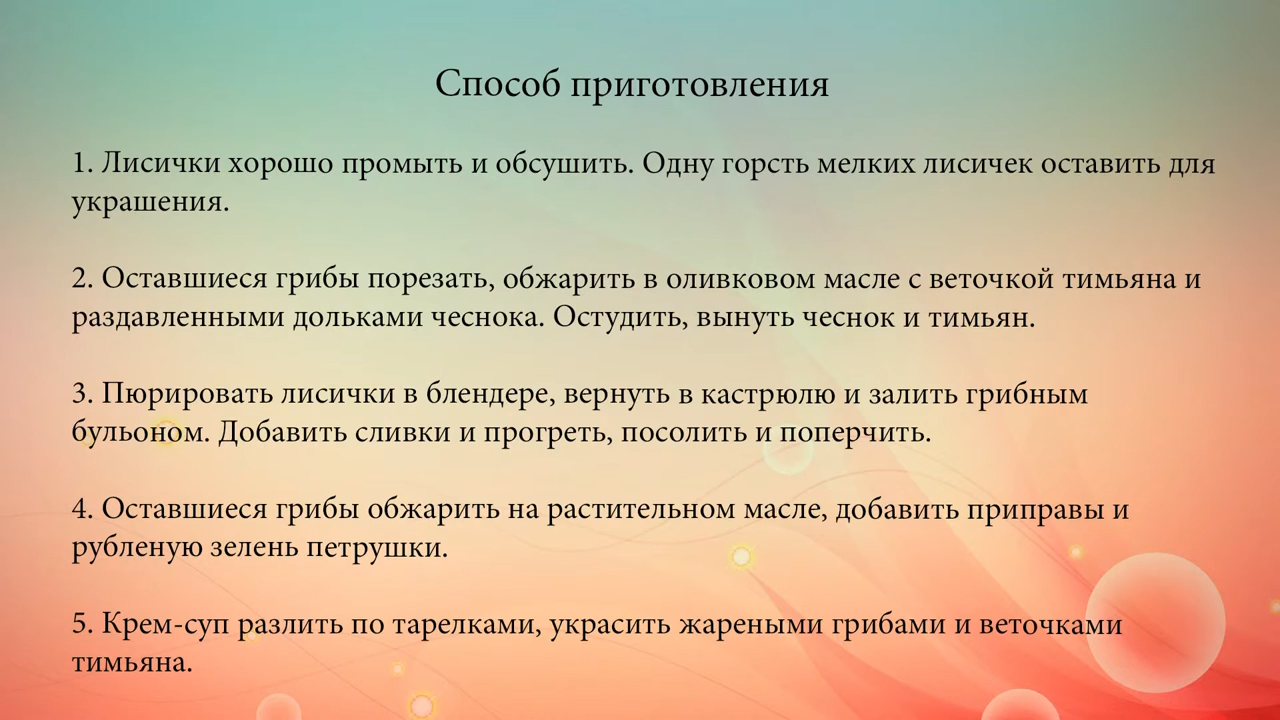 Способ приготовления
1. Лисички хорошо промыть и обсушить. Одну горсть мелких лисичек оставить для
украшения.
2. Оставшиеся грибы порезать, обжарить в оливковом масле с веточкой тимьяна и
раздавленными дольками чеснока. Остудить, вынуть чеснок и тимьян.
3. Пюрировать лисички в блендере, вернуть в кастрюлю и залить грибным
бульоном. Добавить сливки и прогреть, посолить и поперчить.
4. Оставшиеся грибы обжарить на растительном масле, добавить приправы и
рубленую зелень петрушки.
5. Крем-суп разлить по тарелками, украсить жареными грибами и веточками
тимьяна.